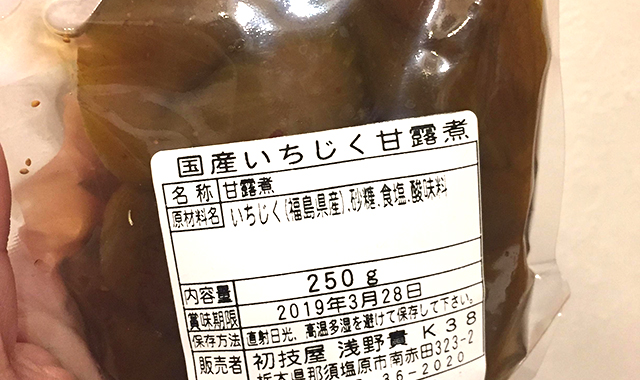 国産いちじく甘露煮
名称 甘露煮
原材料名 いちじく(福島県産)、砂糖、食塩、酸味料
内容量 250g
賞味期限 2019年3月28日
保存方法 直射日光、高温多湿を避けて保存して下さい。
販売者 初技屋 浅野貴 K38
栃木県那須塩原市南赤田323-2
36-2020